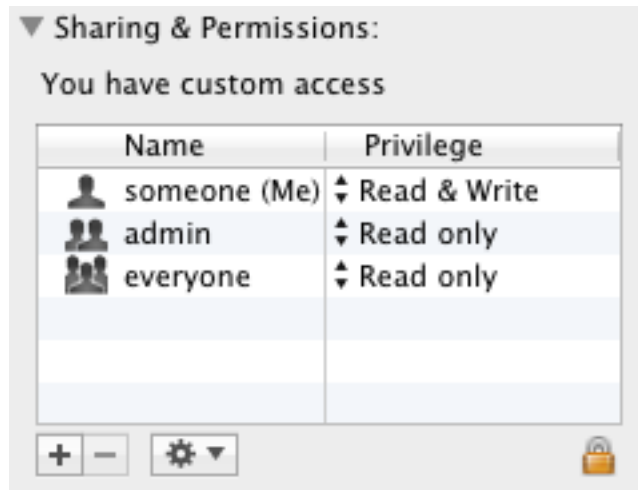 Sharing & Permissions:
You have custom access
Name Privilege
someone (Me) Read & Write
admin Read only
everyone Read only